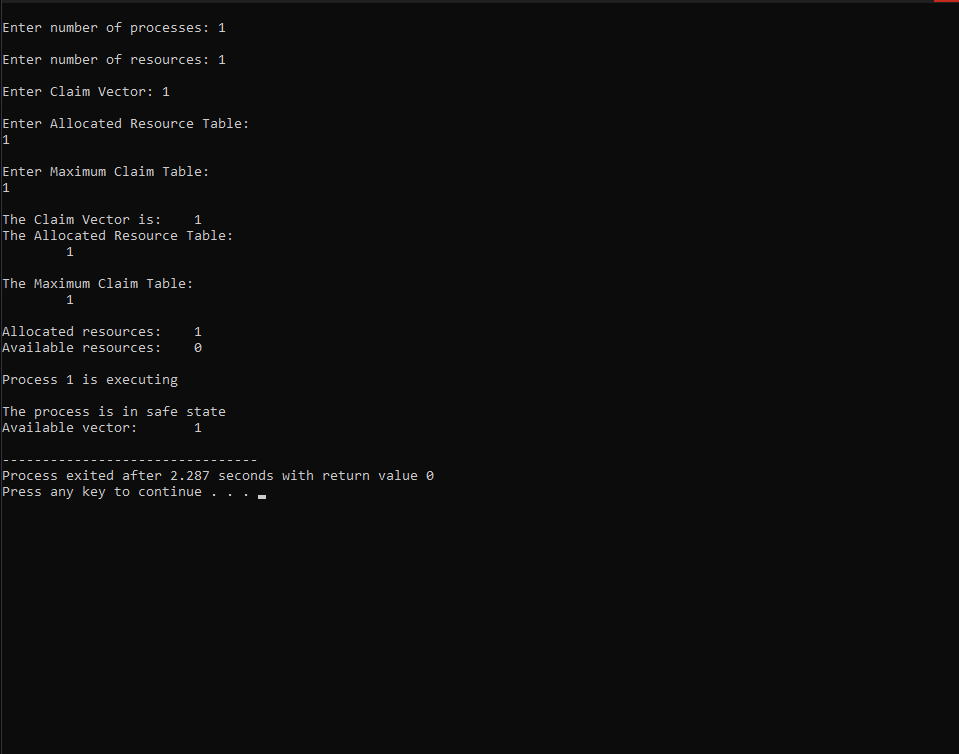 Enter number of processes: 1
Enter number of resources: 1
Enter Claim Vector: 1
Enter Allocated Resource Table:
1
Enter Maximum Claim Table:
1
The Claim Vector is:    1
The Allocated Resource Table:
        1
The Maximum Claim Table:
        1
Allocated resources:    1
Available resources:    0
Process 1 is executing
The process is in safe state
Available vector:       1
--------------------------------
Process exited after 2.287 seconds with return value 0
Press any key to continue . . .